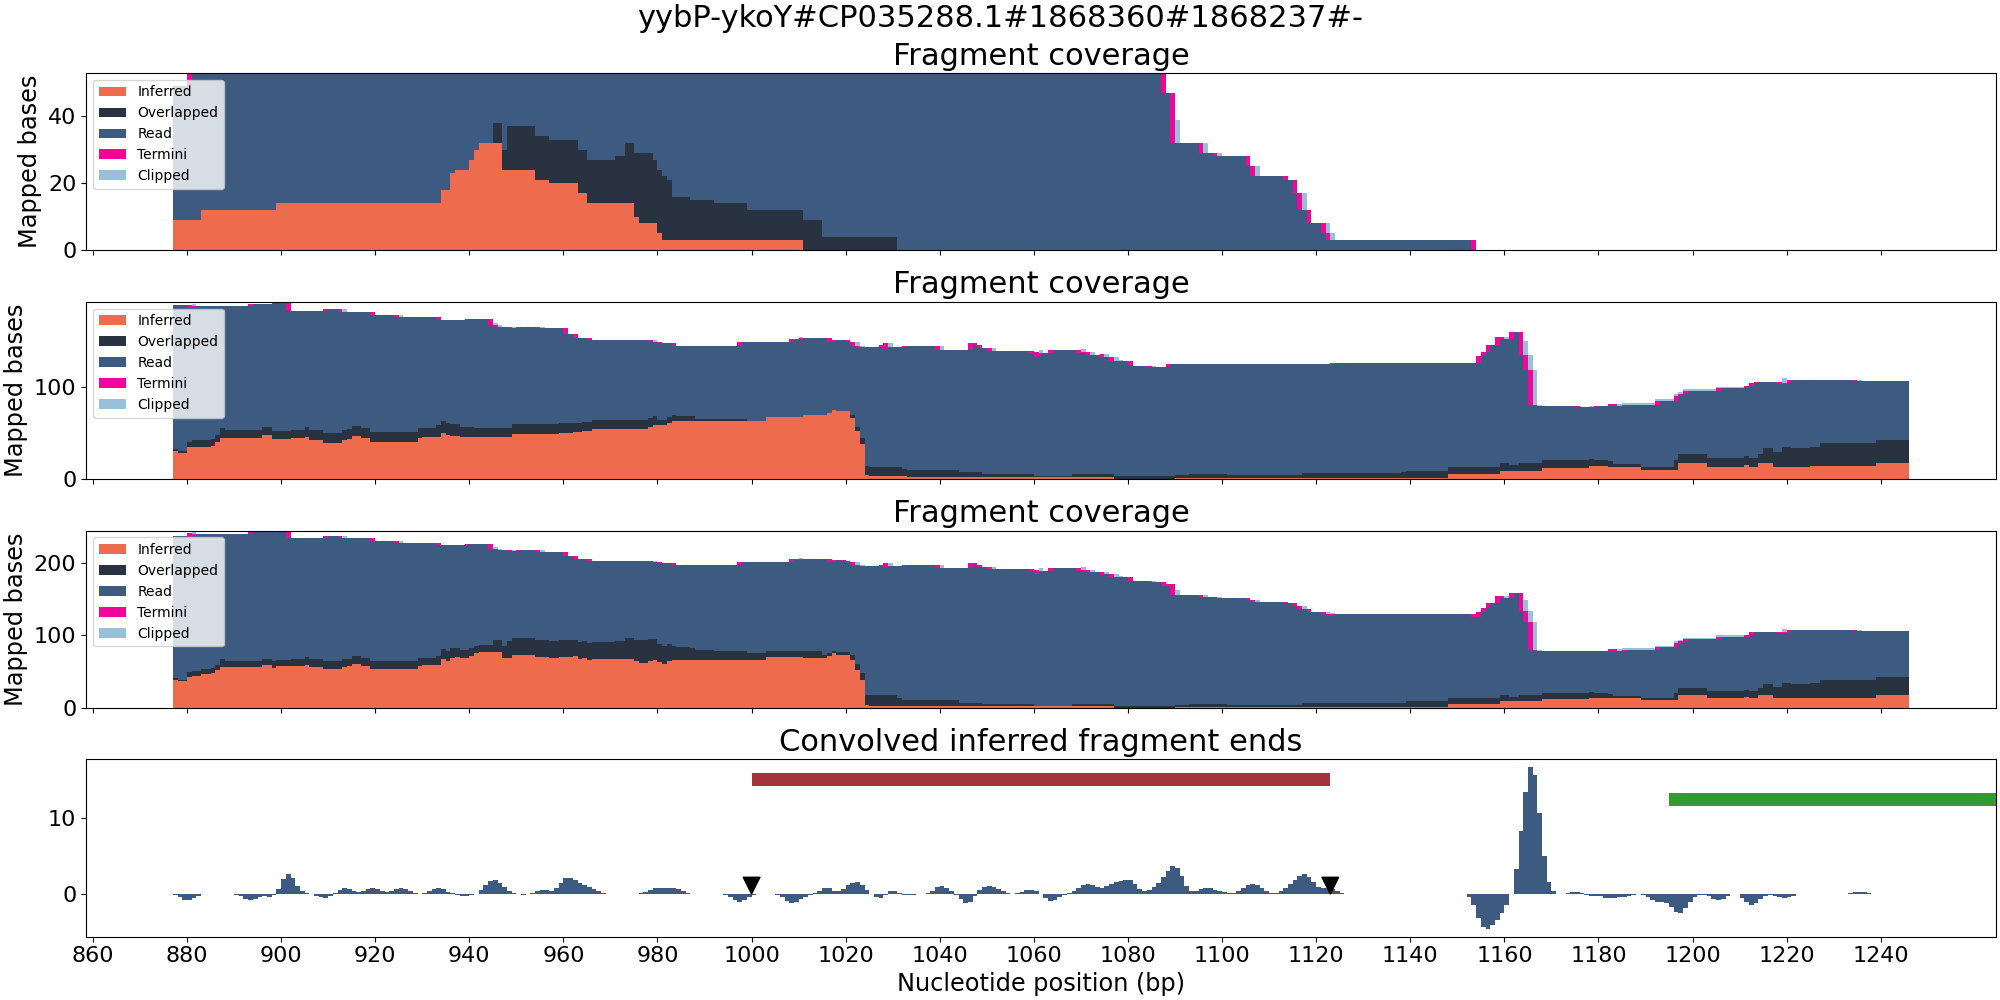 yybP-ykoY#CP035288.1#1868360#1868237#-
Fragment coverage
Mapped bases
40
20
0
Inferred
Overlapped
Read
Termini
Clipped
Fragment coverage
Mapped bases
100
0
Inferred
Overlapped
Read
Termini
Clipped
Fragment coverage
Mapped bases
200
100
0
Inferred
Overlapped
Read
Termini
Clipped
Convolved inferred fragment ends
10
0
860 880 900 920 940 960 980 1000 1020 1040 1060 1080 1100 1120 1140 1160 1180 1200 1220 1240
Nucleotide position (bp)